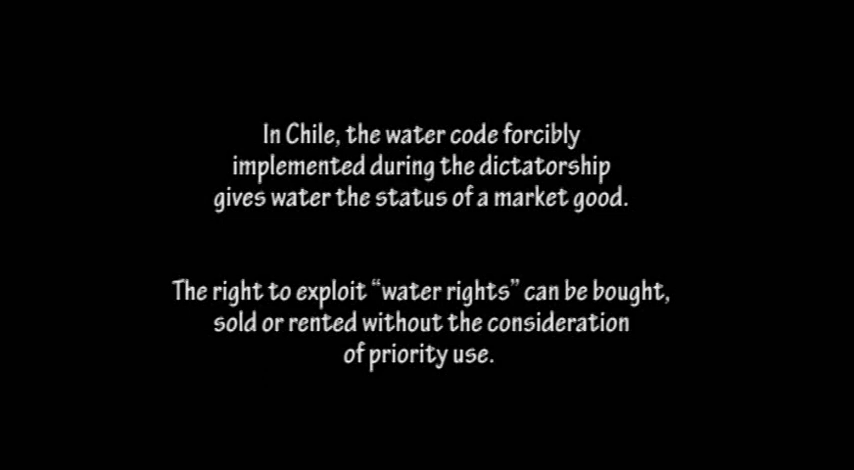 In Chile, the water code forcibly
implemented during the dictatorship
gives water the status of a market good.
The right to exploit “water rights” can be bought,
sold or rented without the consideration
of priority use.